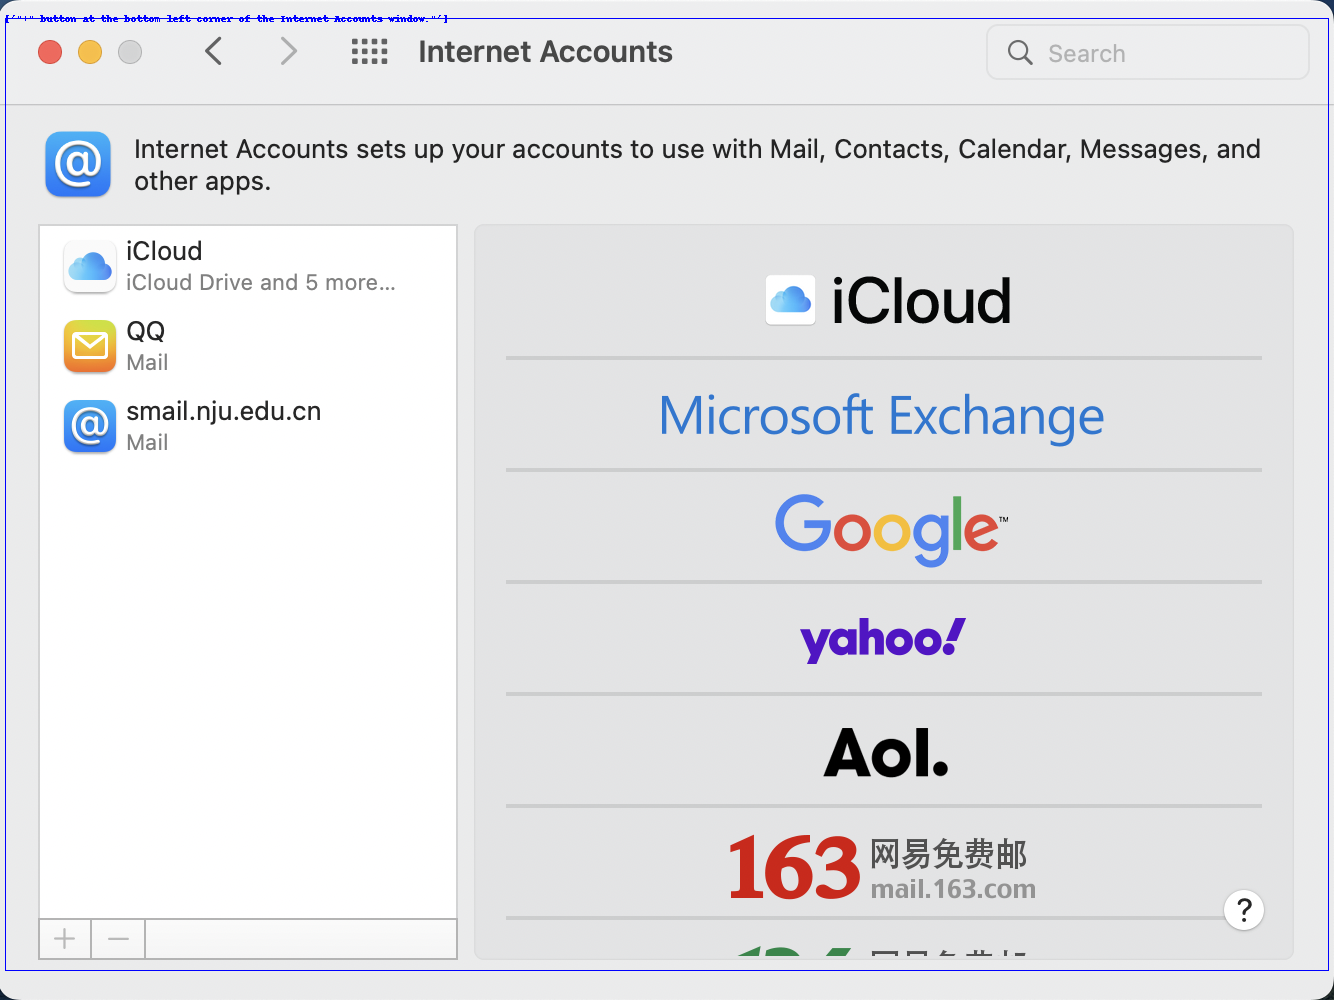 ["+" button at the bottom left corner of the Internet Accounts window."/]
Internet Accounts
Search
Internet Accounts sets up your accounts to use with Mail, Contacts, Calendar, Messages, and
other apps.
iCloud
iCloud Drive and 5 more...
QQ
Mail
smail.nju.edu.cn
Mail
iCloud
Microsoft Exchange
Google™
yahoo!
Aol.
163 网易免费邮
mail.163.com
?